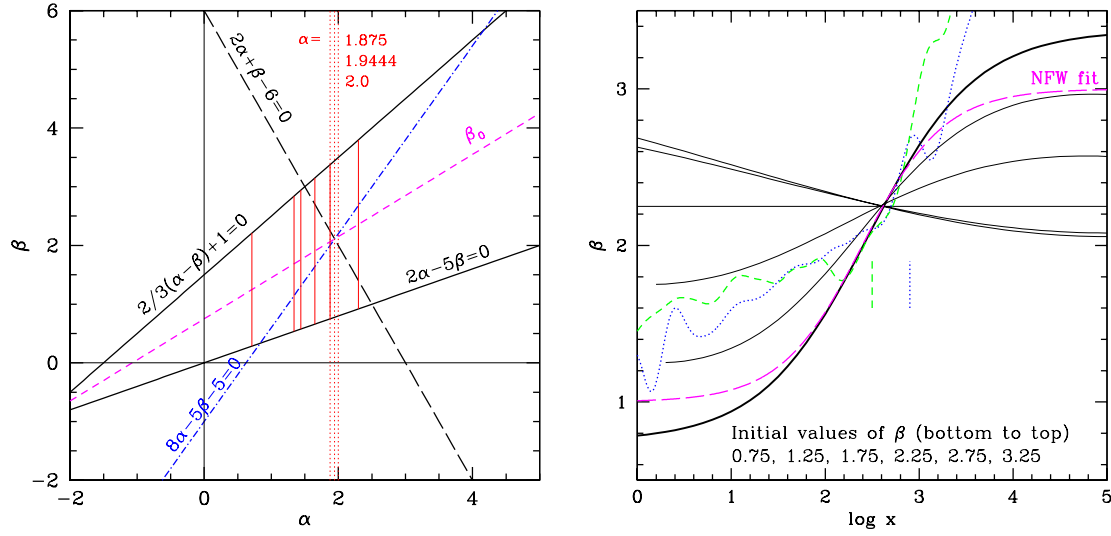 6
4
2
0
−2
−2
0
2
4
β
α
2α+β−6=0
α=
1.875
1.9444
2.0
β₀
2/3(α−β)+1=0
2α−5β=0
8α−5β−5=0
3
2
1
0
1
2
3
4
5
β
log x
NFW fit
Initial values of β (bottom to top)
0.75, 1.25, 1.75, 2.25, 2.75, 3.25